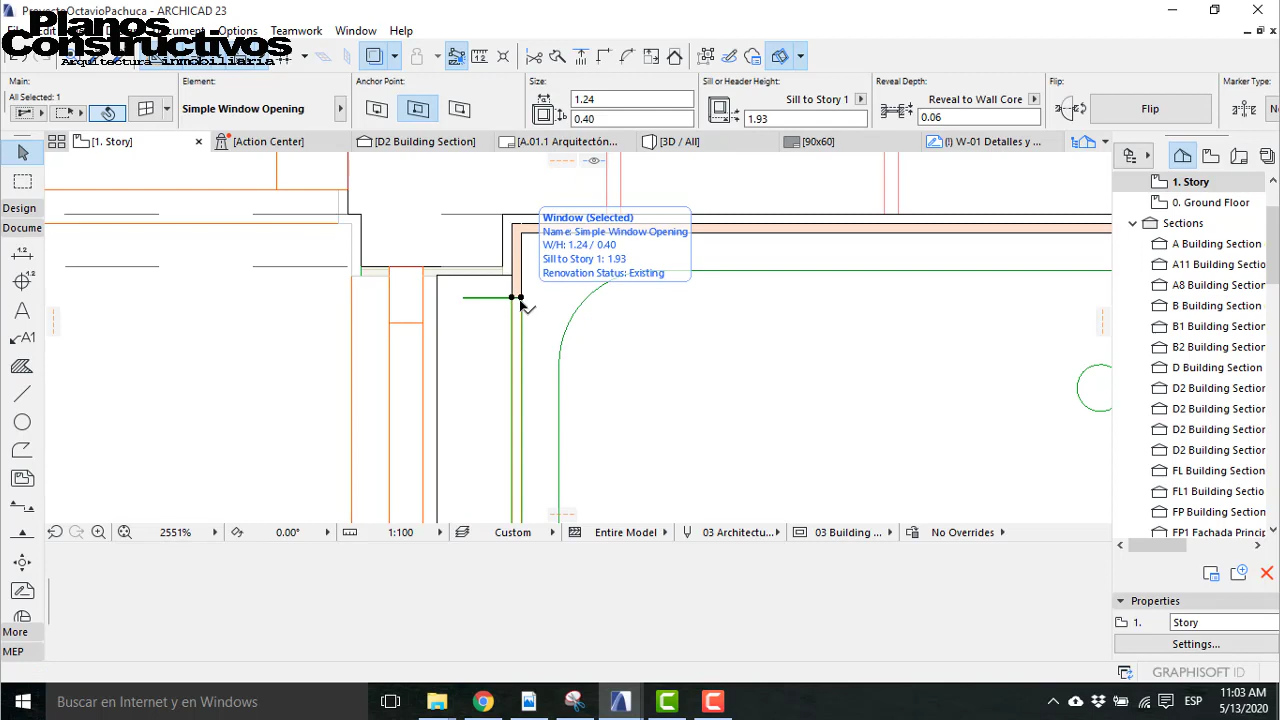 ProyectoOctavioPachuca - ARCHICAD 23
Planos
Constructivos
Arquitectura inmobiliaria
Document Options Teamwork Window Help
Main:
All Selected: 1
Element:
Simple Window Opening
Anchor Point:
Size:
1.24
0.40
Sill or Header Height:
Sill to Story 1
1.93
Reveal Depth:
Reveal to Wall Core
0.06
Flip:
Flip
Marker Type:
[1. Story]
[Action Center]
[D2 Building Section]
[A.01.1 Arquitectón...
[3D / All]
[90x60]
(!) W-01 Detalles y ...
Design
Docume
More
MEP
Window (Selected)
Name: Simple Window Opening
W/H: 1.24 / 0.40
Sill to Story 1: 1.93
Renovation Status: Existing
1. Story
0. Ground Floor
Sections
A Building Section
A11 Building Section
A8 Building Section
B Building Section
B1 Building Section
B2 Building Section
D Building Section
D2 Building Section
D2 Building Section
D2 Building Section
FL Building Section
FL1 Building Section
FP Building Section
FP1 Fachada Princip
2551%
0.00°
1:100
Custom
Entire Model
03 Architectu...
03 Building ...
No Overrides
Properties
1.
Story
Settings...
GRAPHISOFT ID
Buscar en Internet y en Windows
ESP
11:03 AM
5/13/2020